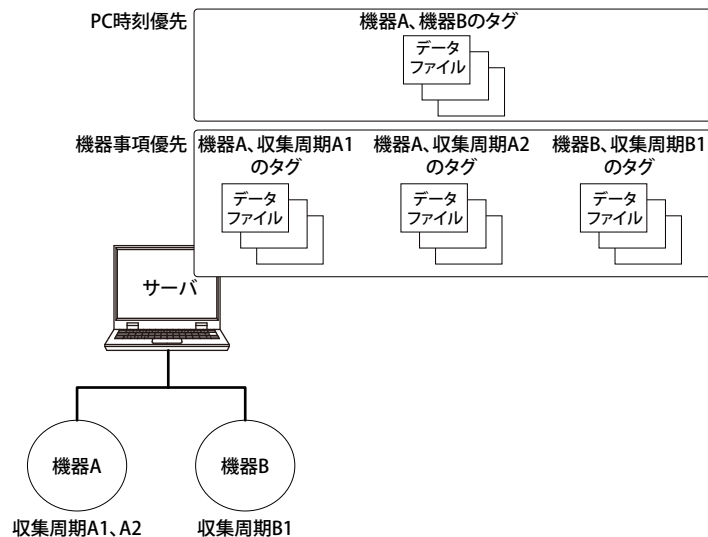 PC時刻優先
機器A、機器Bのタグ
データ
ファイル
機器事項優先
機器A、収集周期A1
のタグ
機器A、収集周期A2
のタグ
機器B、収集周期B1
のタグ
データ
ファイル
データ
ファイル
データ
ファイル
サーバ
機器A
機器B
収集周期A1、A2
収集周期B1